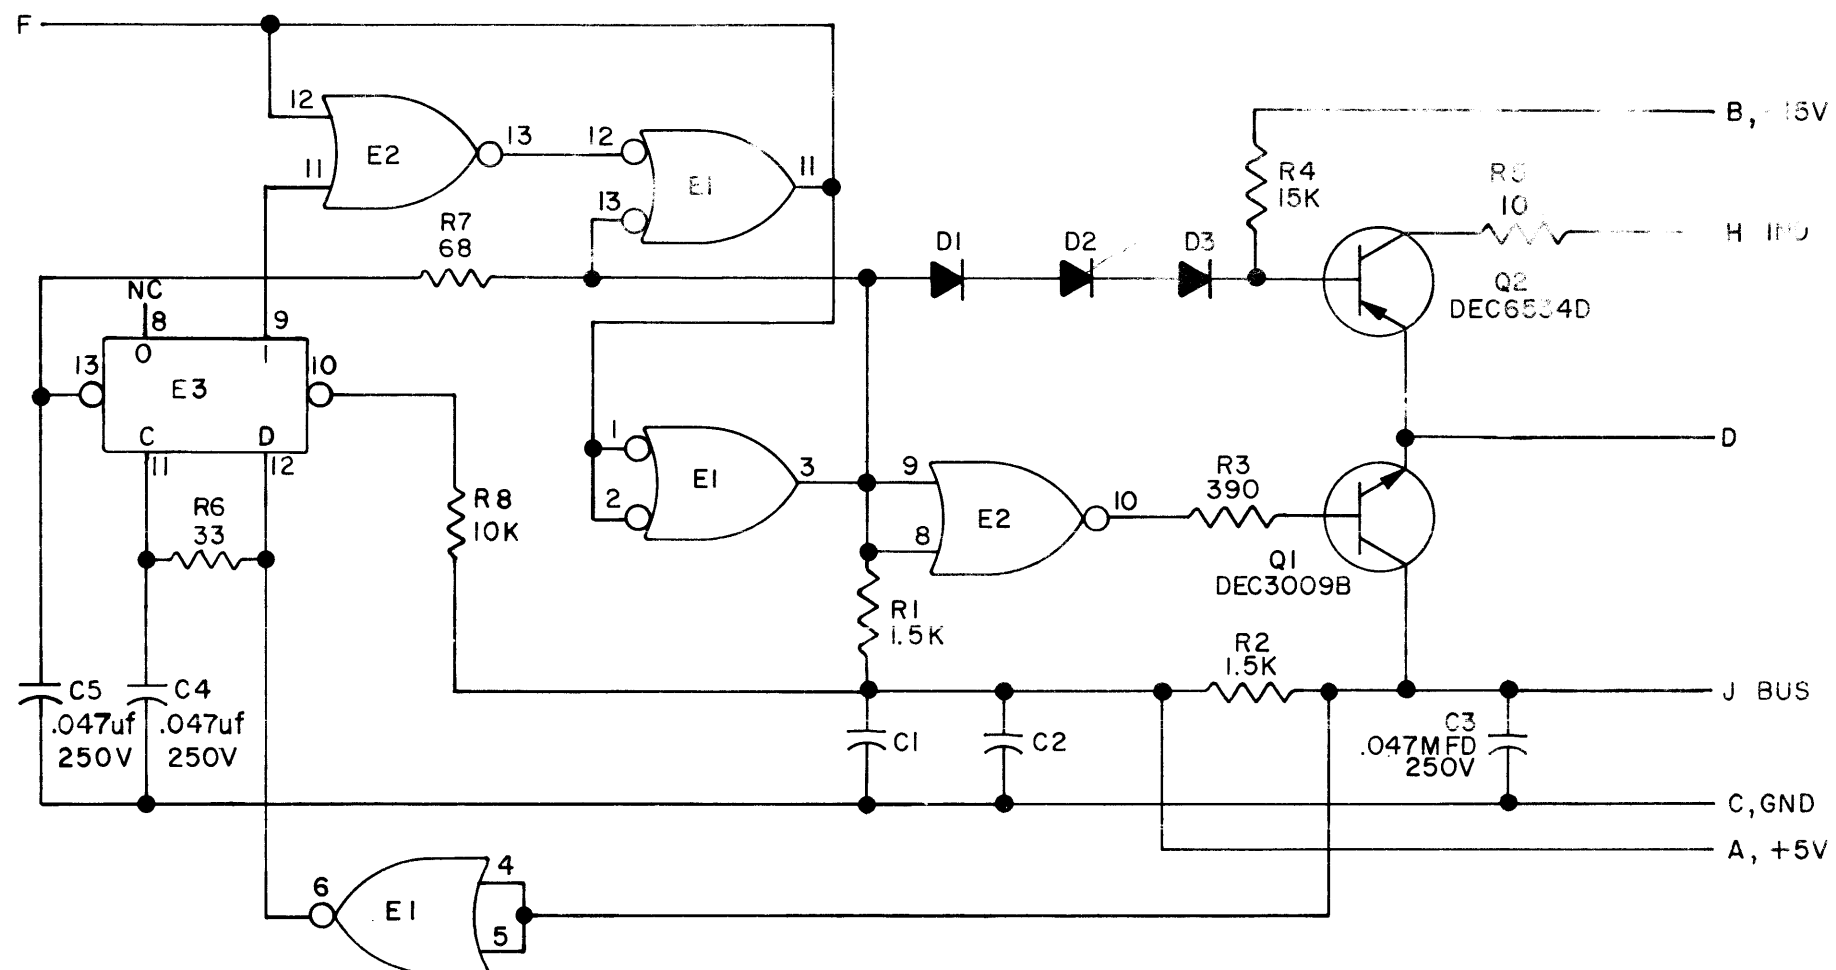 F
12
11
E2
13
12
13
E1
11
B, 15V
R4
15K
10
H
R7
68
D1
D2
D3
Q2
NC
8
9
O
I
13
10
E3
C
D
11
12
R6
33
R8
10K
1
2
E1
3
9
8
E2
10
R3
390
D
Q1
DEC3009B
R1
1.5K
R2
1.5K
J BUS
C5
.047uf
250V
C4
.047uf
250V
C1
C2
C3
.047MFD
250V
C,GND
A, +5V
6
E1
4
5